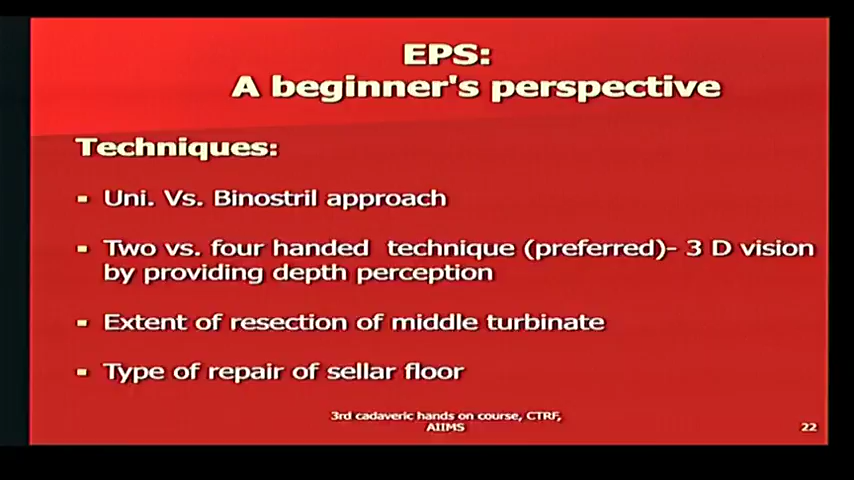 EPS:
A beginner's perspective
Techniques:
Uni. Vs. Binostril approach
Two vs. four handed technique (preferred)- 3 D vision
by providing depth perception
Extent of resection of middle turbinate
Type of repair of sellar floor
3rd cadaveric hands on course, CTRF,
AIIMS
22